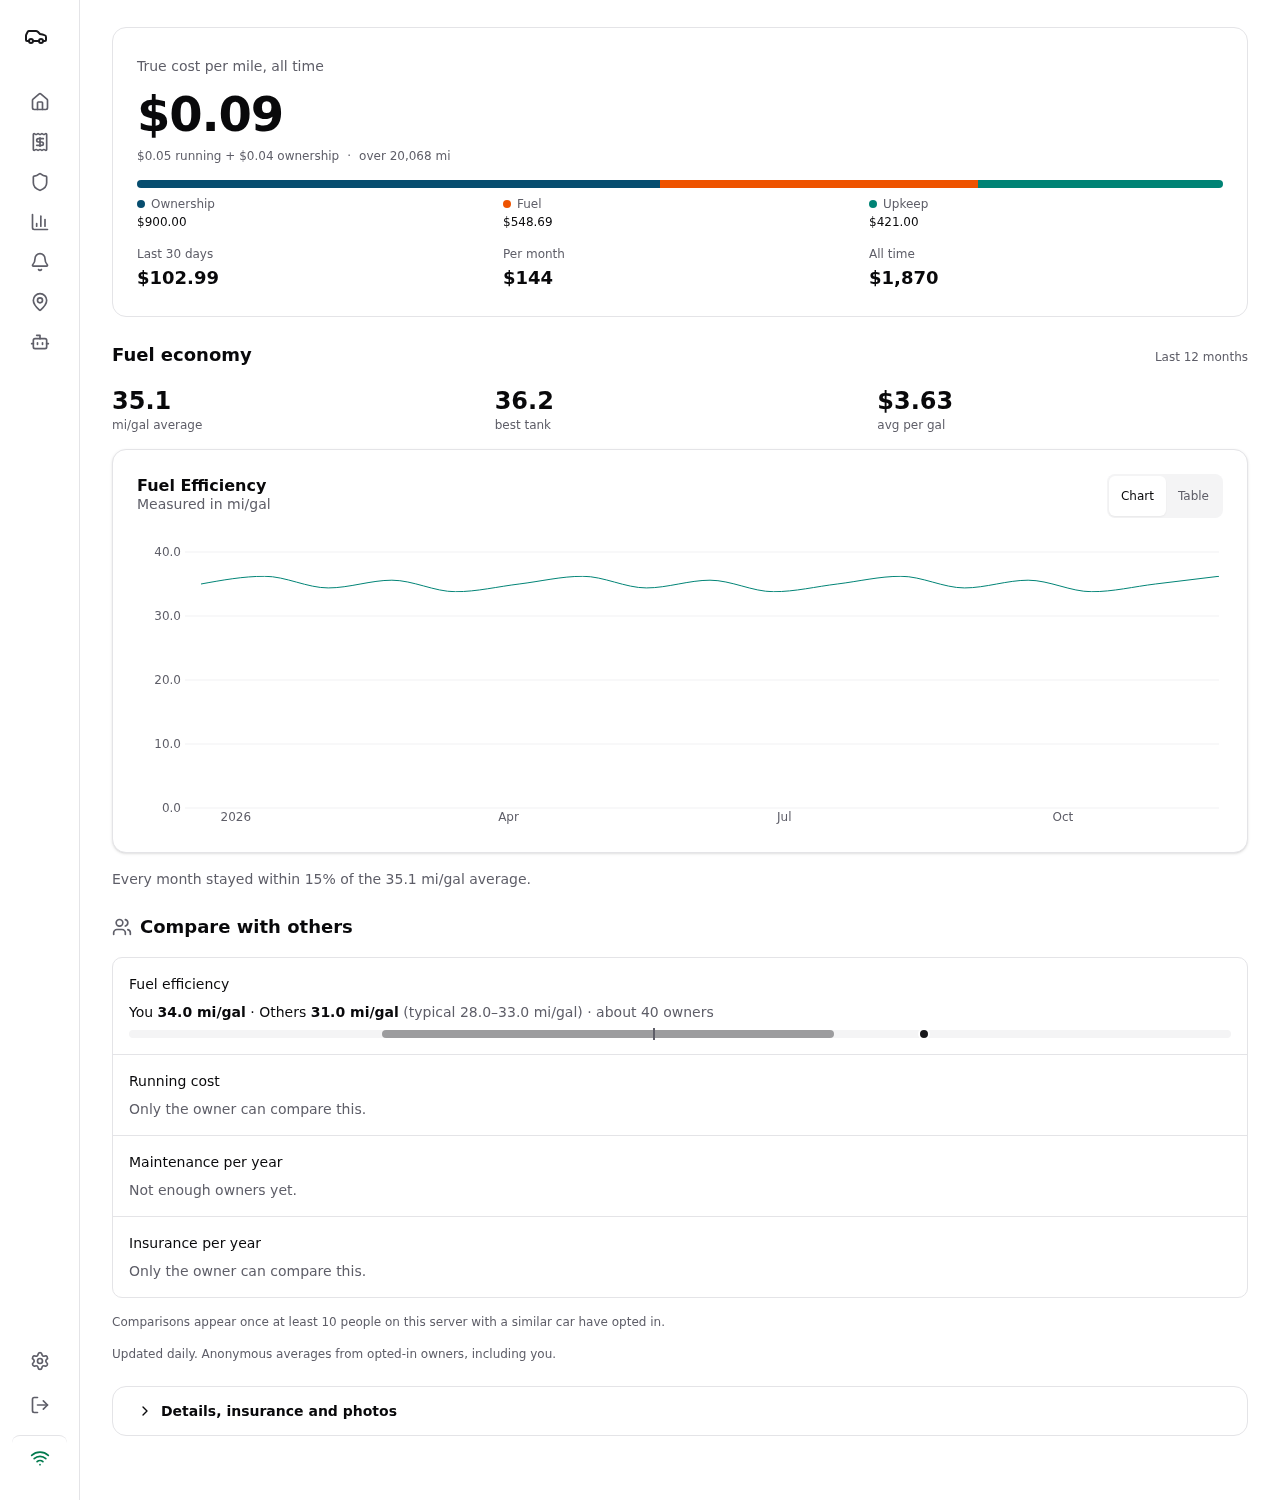 True cost per mile, all time
$0.09
$0.05 running + $0.04 ownership · over 20,068 mi
Ownership
$900.00
Fuel
$548.69
Upkeep
$421.00
Last 30 days
$102.99
Per month
$144
All time
$1,870
Fuel economy
Last 12 months
35.1
mi/gal average
36.2
best tank
$3.63
avg per gal
Fuel Efficiency
Measured in mi/gal
Chart
Table
40.0
30.0
20.0
10.0
0.0
2026
Apr
Jul
Oct
Every month stayed within 15% of the 35.1 mi/gal average.
Compare with others
Fuel efficiency
You 34.0 mi/gal · Others 31.0 mi/gal (typical 28.0–33.0 mi/gal) · about 40 owners
Running cost
Only the owner can compare this.
Maintenance per year
Not enough owners yet.
Insurance per year
Only the owner can compare this.
Comparisons appear once at least 10 people on this server with a similar car have opted in.
Updated daily. Anonymous averages from opted-in owners, including you.
Details, insurance and photos